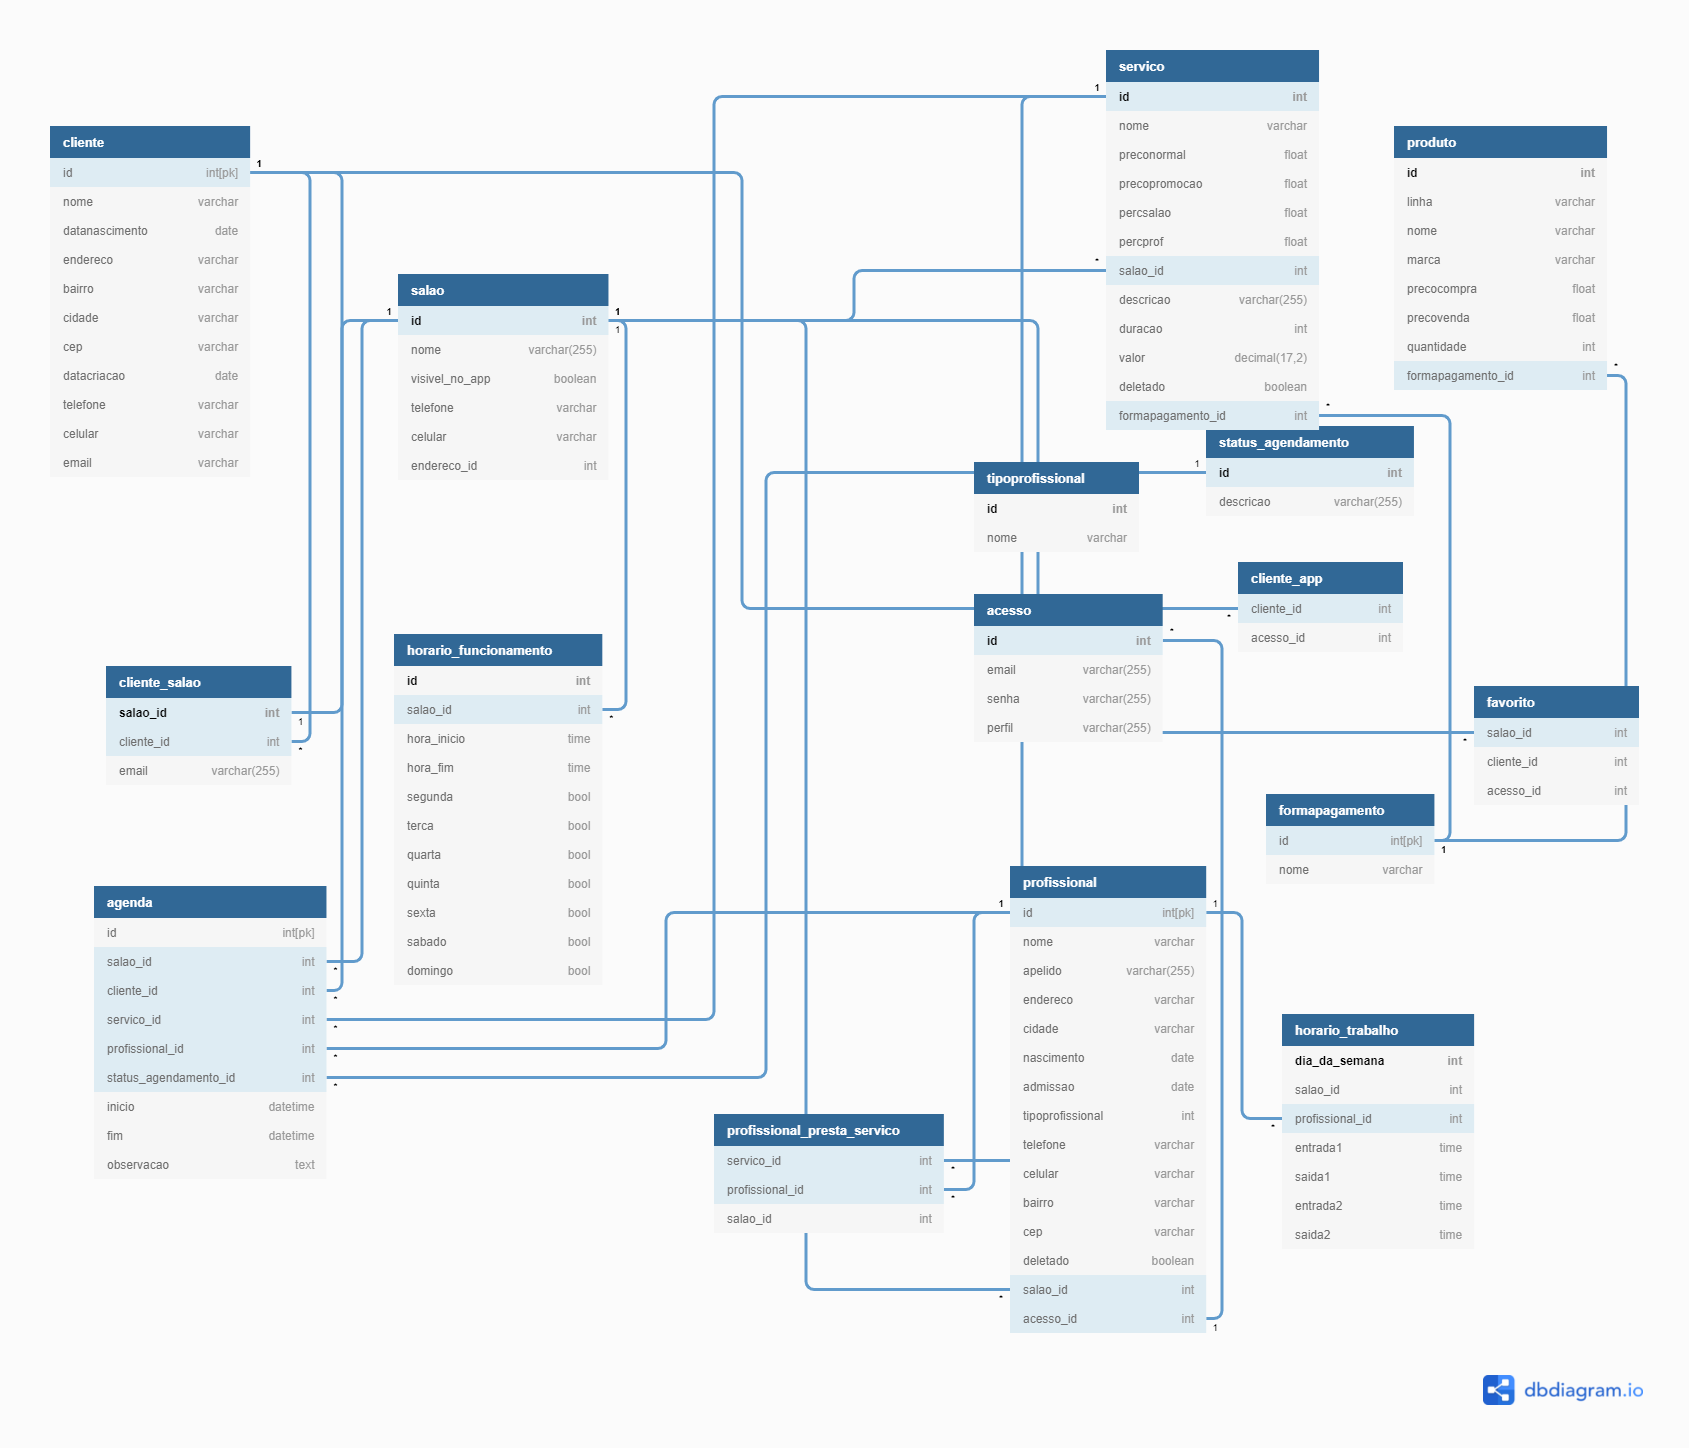 servico
id int
nome varchar
preconormal float
precopromocao float
percsalao float
percprof float
salao_id int
descricao varchar(255)
duracao int
valor decimal(17,2)
deletado boolean
formapagamento_id int
cliente
id int[pk]
nome varchar
datanascimento date
endereco varchar
bairro varchar
cidade varchar
cep varchar
datacriacao date
telefone varchar
celular varchar
email varchar
produto
id int
linha varchar
nome varchar
marca varchar
precocompra float
precovenda float
quantidade int
formapagamento_id int
salao
id int
nome varchar(255)
visivel_no_app boolean
telefone varchar
celular varchar
endereco_id int
status_agendamento
id int
descricao varchar(255)
tipoprofissional
id int
nome varchar
cliente_app
cliente_id int
acesso_id int
acesso
id int
email varchar(255)
senha varchar(255)
perfil varchar(255)
horario_funcionamento
id int
salao_id int
hora_inicio time
hora_fim time
segunda bool
terca bool
quarta bool
quinta bool
sexta bool
sabado bool
domingo bool
cliente_salao
salao_id int
cliente_id int
email varchar(255)
favorito
salao_id int
cliente_id int
acesso_id int
formapagamento
id int[pk]
nome varchar
agenda
id int[pk]
salao_id int
cliente_id int
servico_id int
profissional_id int
status_agendamento_id int
inicio datetime
fim datetime
observacao text
profissional
id int[pk]
nome varchar
apelido varchar(255)
endereco varchar
cidade varchar
nascimento date
admissao date
tipoprofissional int
telefone varchar
celular varchar
bairro varchar
cep varchar
deletado boolean
salao_id int
acesso_id int
horario_trabalho
dia_da_semana int
salao_id int
profissional_id int
entrada1 time
saida1 time
entrada2 time
saida2 time
profissional_presta_servico
servico_id int
profissional_id int
salao_id int
1
*
*
*
1
1
1
1
1
*
*
*
1
*
*
1
*
1
1
*
*
*
*
*
*
*
*
*
1
dbdiagram.io